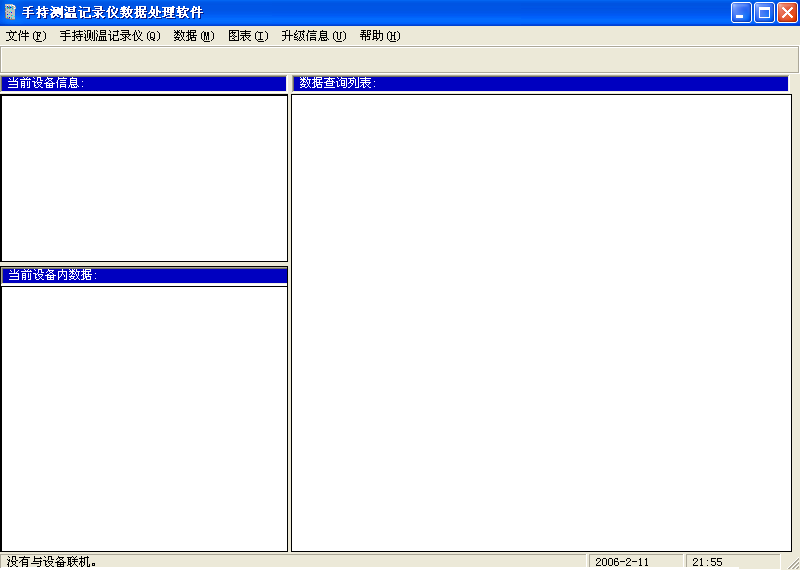 手持测温记录仪数据处理软件
文件(F) 手持测温记录仪(Q) 数据(M) 图表(I) 升级信息(U) 帮助(H)
当前设备信息:
数据查询列表:
当前设备内数据:
没有与设备联机。 2006-2-11 21:55